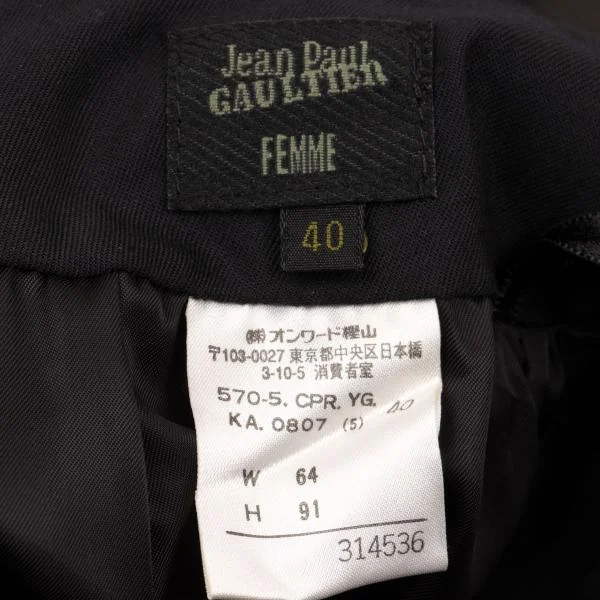 Jean Paul
GAULTIER
FEMME
40
㈱オンワード樫山
〒103-0027 東京都中央区日本橋
3-10-5 消費者室
570-5. CPR. YG. 40
KA. 0807 (5)
W 64
H 91
314536